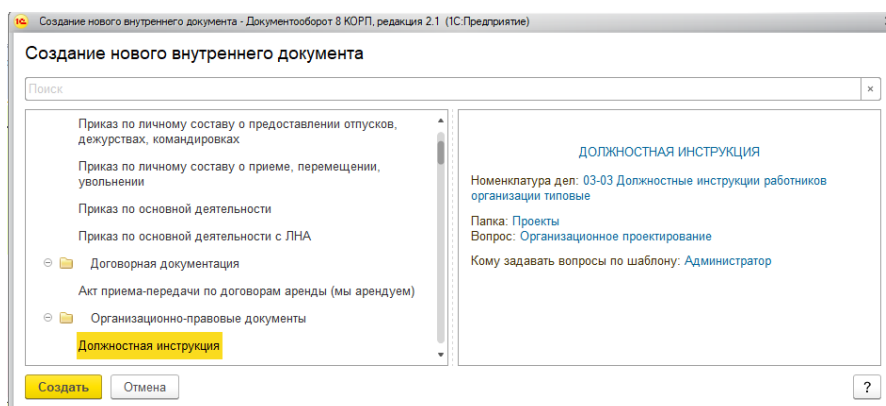 Создание нового внутреннего документа - Документооборот 8 КОРП, редакция 2.1 (1С:Предприятие)
Создание нового внутреннего документа
Поиск
×
Приказ по личному составу о предоставлении отпусков,
дежурствах, командировках
Приказ по личному составу о приеме, перемещении,
увольнении
Приказ по основной деятельности
Приказ по основной деятельности с ЛНА
Договорная документация
Акт приема-передачи по договорам аренды (мы арендуем)
Организационно-правовые документы
Должностная инструкция
ДОЛЖНОСТНАЯ ИНСТРУКЦИЯ
Номенклатура дел: 03-03 Должностные инструкции работников
организации типовые
Папка: Проекты
Вопрос: Организационное проектирование
Кому задавать вопросы по шаблону: Администратор
Создать
Отмена
?